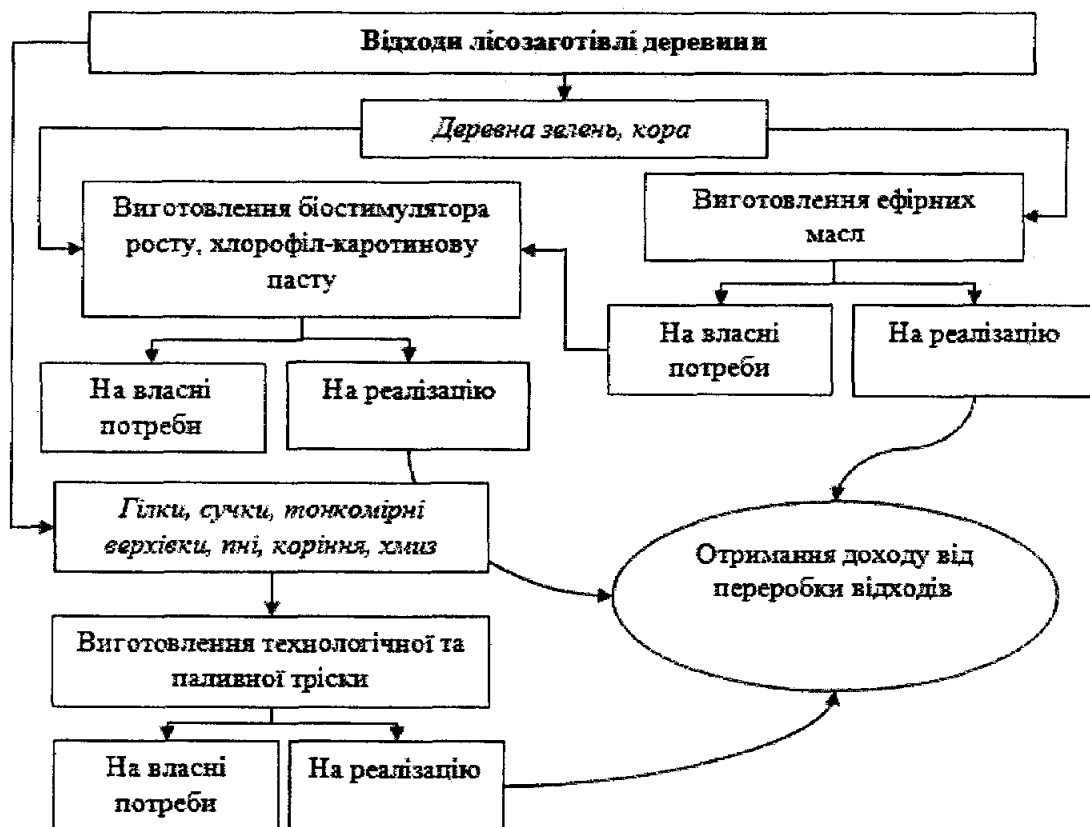 Відходи лісозаготівлі деревини
Деревна зелень, кора
Виготовлення біостимулятора
росту, хлорофіл-каротинову
пасту
Виготовлення ефірних
масл
На власні
потреби
На реалізацію
На власні
потреби
На реалізацію
Гілки, сучки, тонкомірні
верхівки, пні, коріння, хмиз
Отримання доходу від
переробки відходів
Виготовлення технологічної та
паливної тріски
На власні
потреби
На реалізацію